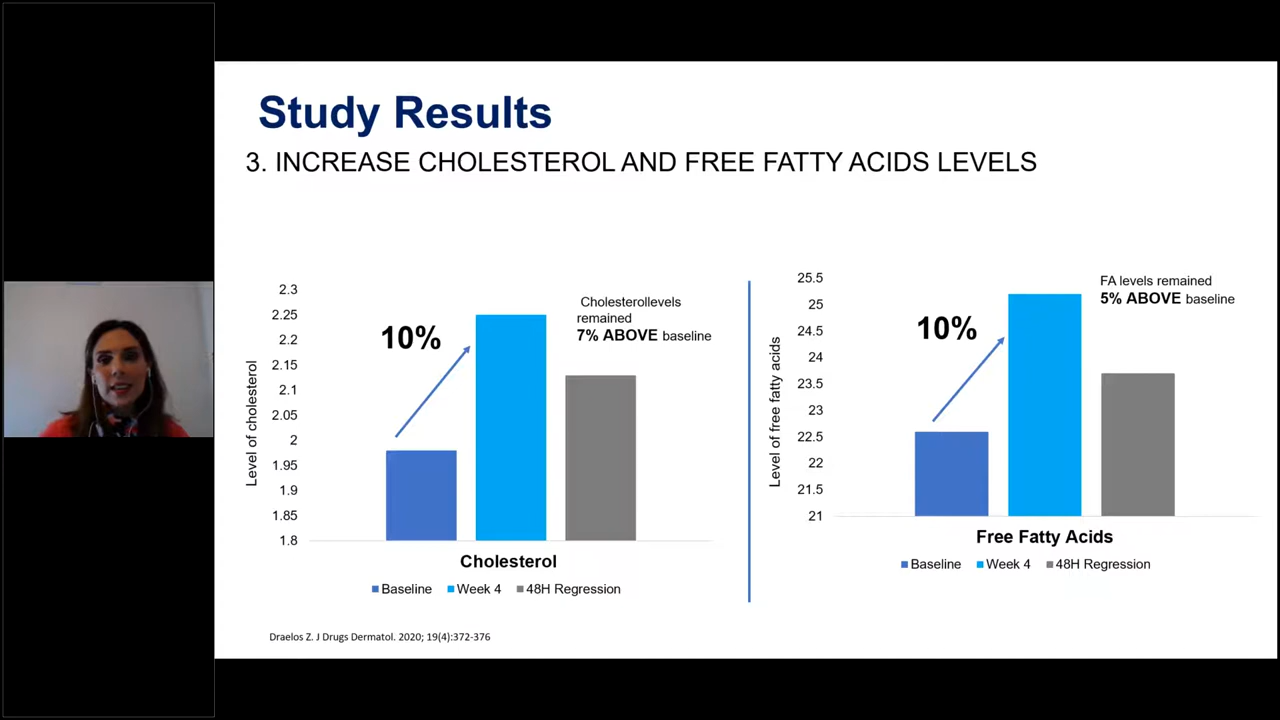 Study Results
3. INCREASE CHOLESTEROL AND FREE FATTY ACIDS LEVELS
Level of cholesterol
2.3
2.25
2.2
2.15
2.1
2.05
2
1.95
1.9
1.85
1.8
10%
Cholesterollevels
remained
7% ABOVE baseline
Cholesterol
Baseline Week 4 48H Regression
Level of free fatty acids
25.5
25
24.5
24
23.5
23
22.5
22
21.5
21
10%
FA levels remained
5% ABOVE baseline
Free Fatty Acids
Baseline Week 4 48H Regression
Draelos Z. J Drugs Dermatol. 2020; 19(4):372-376